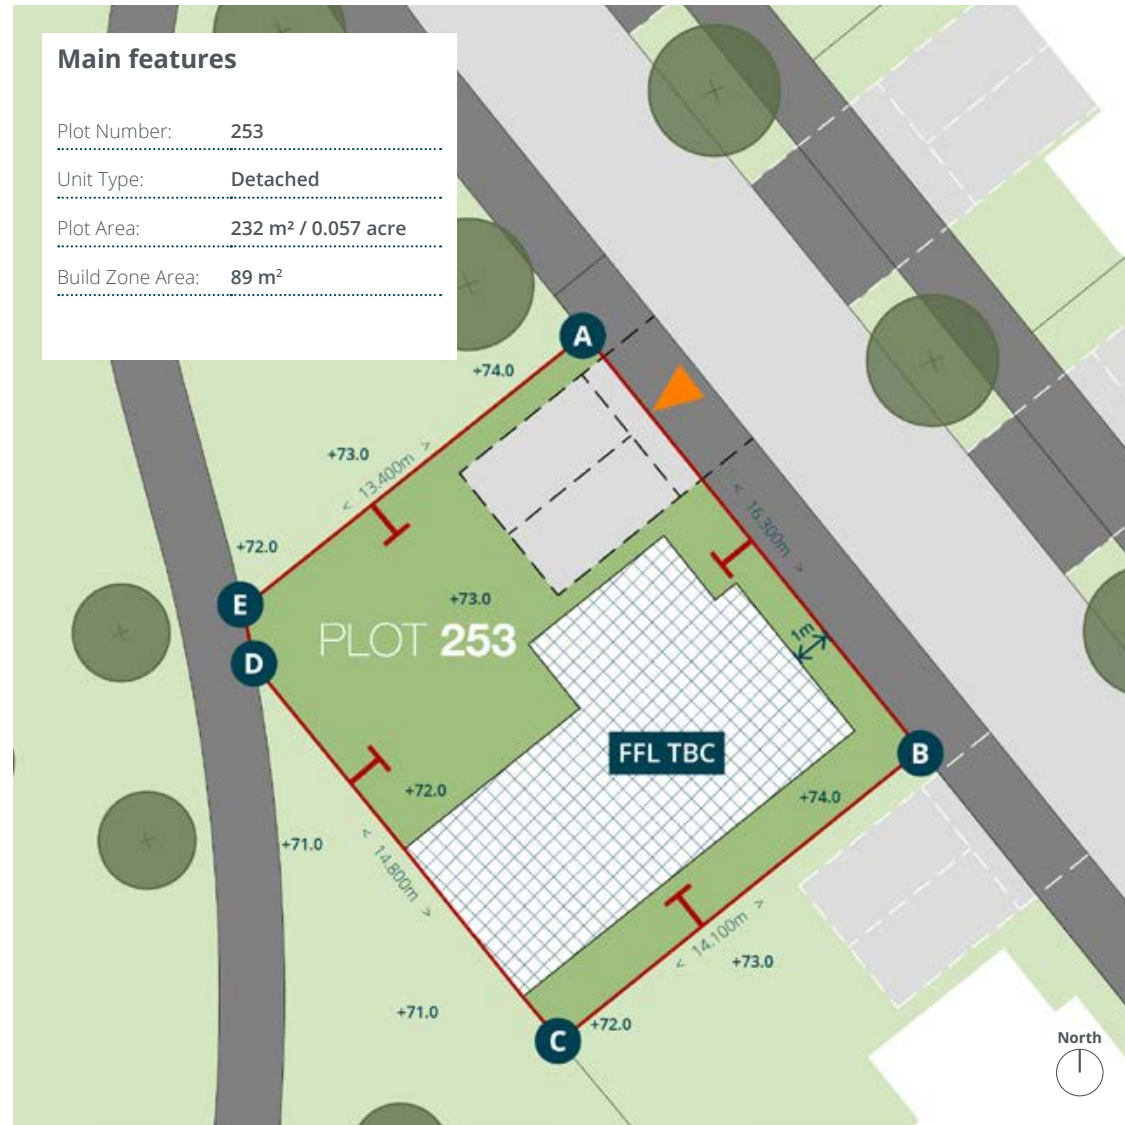 Main features
Plot Number: 253
Unit Type: Detached
Plot Area: 232 m² / 0.057 acre
Build Zone Area: 89 m²
A
+74.0
+73.0
< 13.400m >
+72.0
< 16.300m >
E
+73.0
PLOT 253
1m
D
FFL TBC
B
+72.0
+74.0
+71.0
< 14.800m >
< 14.100m >
+73.0
+71.0
+72.0
C
North